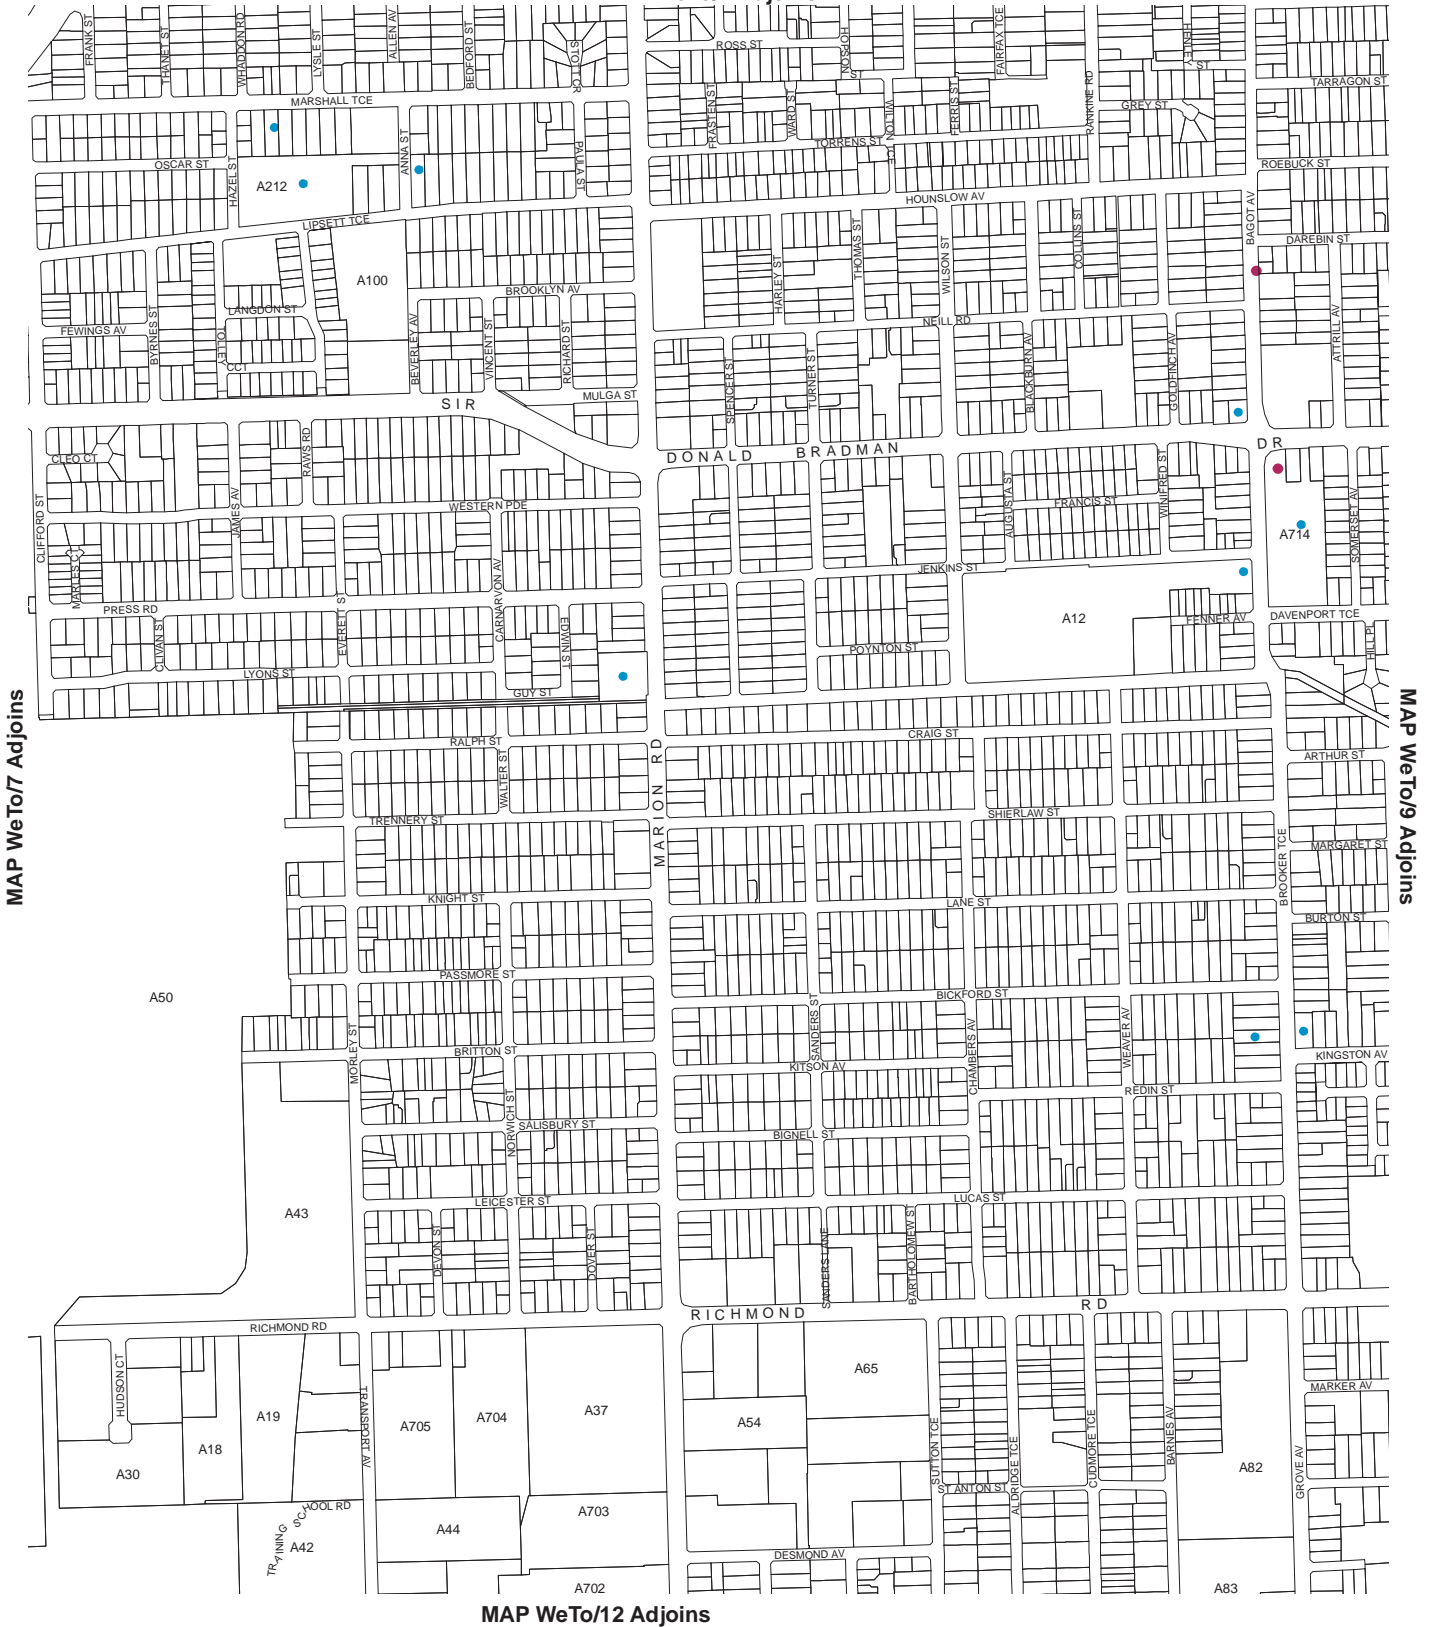 FRANK ST
THANET ST
WHADDON RD
LYSLE ST
ALLEN AV
BEDFORD ST
STOTT CR
ROSS ST
HOPSON
ST
FAIRFAX TCE
HENLEY
ST
TARRAGON ST
MARSHALL TCE
FRASTEN ST
WARD ST
WILTON TCE
FERRIS ST
RANKINE RD
GREY ST
TORRENS ST
OSCAR ST
HAZEL ST
ANNA ST
PAULA ST
ROEBUCK ST
A212
HOUNSLOW AV
BAGOT AV
LIPSETT TCE
DAREBIN ST
THOMAS ST
WILSON ST
COLLINS ST
HARLEY ST
A100
BROOKLYN AV
LANGDON ST
FEWINGS AV
BYRNES ST
TOLLEY
CCT
BEVERLEY AV
VINCENT ST
RICHARD ST
NEILL RD
ATTRILL AV
SPENCER ST
TURNER ST
BLACKBURN AV
GOLDFINCH AV
MULGA ST
SIR
DONALD BRADMAN
DR
CLEO CT
RAWS RD
CLIFFORD ST
JAMES AV
WESTERN PDE
AUGUSTA ST
FRANCIS ST
WINIFRED ST
SOMERSET AV
A714
MARLES CT
CARNARVON AV
JENKINS ST
PRESS RD
EVERETT ST
EDWIN ST
CLIVAN ST
A12
FENNER AV
DAVENPORT TCE
HILL PL
POYNTON ST
LYONS ST
GUY ST
MAP WeTo/7 Adjoins
MAP WeTo/9 Adjoins
RALPH ST
WALTER ST
MARION RD
CRAIG ST
ARTHUR ST
TRENNERY ST
SHIERLAW ST
BROOKER TCE
MARGARET ST
KNIGHT ST
LANE ST
BURTON ST
PASSMORE ST
A50
BICKFORD ST
MORLEY ST
SANDERS ST
CHAMBERS AV
WEAVER AV
BRITTON ST
KITSON AV
KINGSTON AV
REDIN ST
NORWICH ST
SALISBURY ST
BIGNELL ST
LEICESTER ST
LUCAS ST
A43
DEVON ST
DOVER ST
SANDERS LANE
BARTHOLOMEW ST
RICHMOND RD
RICHMOND RD
HUDSON CT
A65
MARKER AV
TRANSPORT AV
A19
A705
A704
A37
A54
A18
A30
SUTTON TCE
ALDRIDGE TCE
CUDMORE TCE
BARNES AV
A82
GROVE AV
ST ANTON ST
TRAINING SCHOOL RD
A42
A44
A703
DESMOND AV
A702
A83
MAP WeTo/12 Adjoins